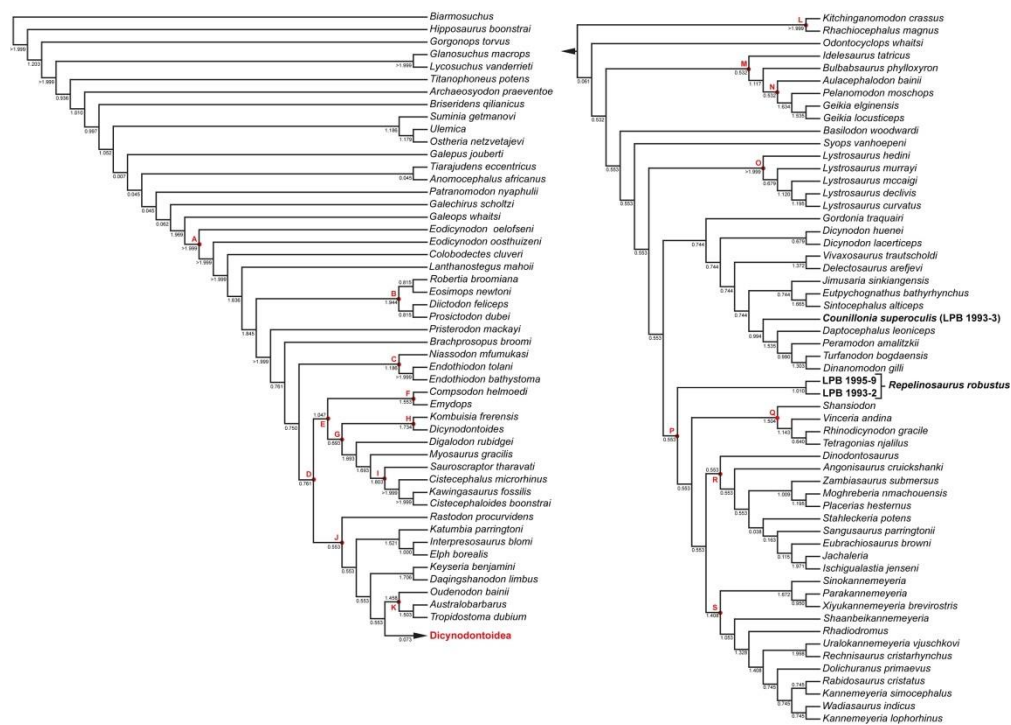 Biarmosuchus
Hipposaurus boonstrai
Gorgonops torvus
Glanosuchus macrops
Lycosuchus vanderrieti
Titanophoneus potens
Archaeosyodon praeventoe
Briseridens qilianicus
Suminia getmanovi
Ulemica
Ostheria netzvetajevi
Galepus jouberti
Tiarajudens eccentricus
Anomocephalus africanus
Patranomodon nyaphulii
Galechirus scholtzi
Galeops whaitsi
A
Eodicynodon oelofseni
Eodicynodon oosthuizeni
Colobodectes cluveri
Lanthanostegus mahoii
Robertia broomiana
B
Eosimops newtoni
Diictodon feliceps
Prosictodon dubei
Pristerodon mackayi
Brachprosopus broomi
C
Niassodon mfumukasi
Endothiodon tolani
Endothiodon bathystoma
F
Compsodon helmoedi
Emydops
E
H
Kombuisia frerensis
G
Dicynodontoides
Digalodon rubidgei
Myosaurus gracilis
D
I
Sauroscraptor tharavati
Cistecephalus microrhinus
Kawingasaurus fossilis
Cistecephaloides boonstrai
J
Rastodon procurvidens
Katumbia parringtoni
Interpresosaurus blomi
Elph borealis
Keyseria benjamini
Daqingshanodon limbus
Oudenodon bainii
K
Australobarbarus
Tropidostoma dubium
Dicynodontoidea
L
Kitchinganomodon crassus
Rhachiocephalus magnus
Odontocyclops whaitsi
M
Idelesaurus tatricus
Bulbabsaurus phylloxyron
N
Aulacephalodon bainii
Pelanomodon moschops
Geikia elginensis
Geikia locusticeps
Basilodon woodwardi
Syops vanhoepeni
O
Lystrosaurus hedini
Lystrosaurus murrayi
Lystrosaurus mccaigi
Lystrosaurus declivis
Lystrosaurus curvatus
Gordonia traquairi
Dicynodon huenei
Dicynodon lacerticeps
Vivaxosaurus trautscholdi
Delectosaurus arefjevi
Jimusaria sinkiangensis
Eutpychognathus bathyrhynchus
Sintocephalus alticeps
Counillonia superoculis (LPB 1993-3)
Daptocephalus leoniceps
Peramodon amalitzkii
Turfanodon bogdaensis
Dinanomodon gilli
LPB 1995-9
LPB 1993-2
Repelinosaurus robustus
P
Q
Shansiodon
Vinceria andina
Rhinodicynodon gracile
Tetragonias njalilus
R
Dinodontosaurus
Angonisaurus cruickshanki
Zambiasaurus submersus
Moghreberia nmachouensis
Placerias hesternus
Stahleckeria potens
Sangusaurus parringtonii
Eubrachiosaurus browni
Jachaleria
Ischigualastia jenseni
S
Sinokannemeyeria
Parakannemeyeria
Xiyukannemeyeria brevirostris
Shaanbeikannemeyeria
Rhadiodromus
Uralokannemeyeria vjuschkovi
Rechnisaurus cristarhynchus
Dolichuranus primaevus
Rabidosaurus cristatus
Kannemeyeria simocephalus
Wadiasaurus indicus
Kannemeyeria lophorhinus